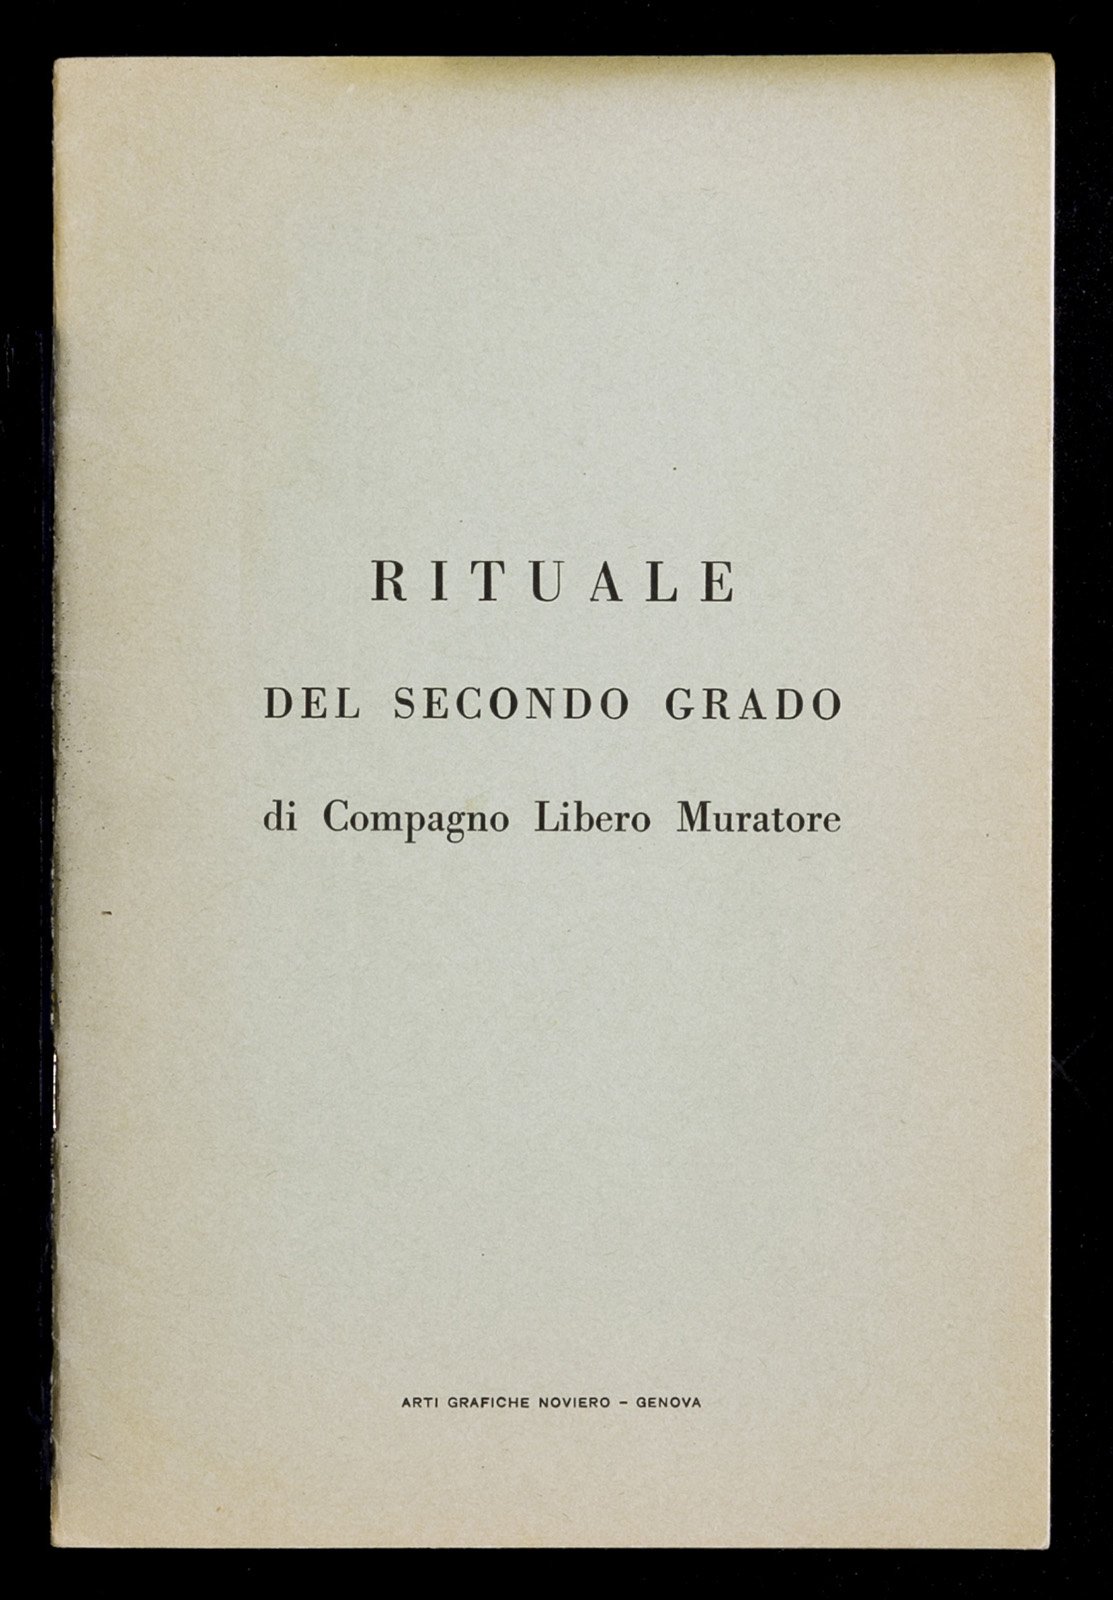 RITUALE
DEL SECONDO GRADO
di Compagno Libero Muratore
ARTI GRAFICHE NOVIERO - GENOVA